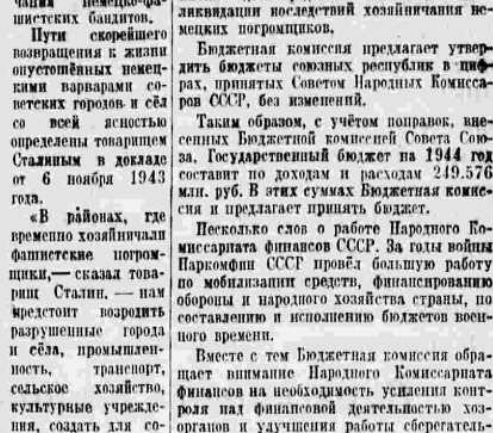 чания немецко-фа-
шистских бандитов.
Пути скорейшего
возвращения к жизни
опустошённых немец-
кими варварами со-
ветских городов и сёл
со всей ясностью
определены товарищем
Сталиным в докладе
от 6 ноября 1943
года.
«В районах, где
временно хозяйничали
фашистские погром-
щики,— сказал това-
рищ Сталин, — нам
предстоит возродить
разрушенные города
и сёла, промышлен-
ность, транспорт,
сельское хозяйство,
культурные учрежде-
ния, создать для со-
ликвидации последствий хозяйничания не-
мецких погромщиков.
Бюджетная комиссия предлагает утвер-
дить бюджеты союзных республик в циф-
рах, принятых Советом Народных Комисса-
ров СССР, без изменений.
Таким образом, с учётом поправок, вне-
сенных Бюджетной комиссией Совета Сою-
за, Государственный бюджет на 1944 год
составит по доходам и расходам 249.576
млн. руб. В этих суммах Бюджетная комис-
сия и предлагает принять бюджет.
Несколько слов о работе Народного Ко-
миссариата финансов СССР. За годы войны
Наркомфин СССР провёл большую работу
по мобилизации средств, финансированию
обороны и народного хозяйства страны, по
составлению и исполнению бюджетов воен-
ного времени.
Вместе с тем Бюджетная комиссия обра-
щает внимание Народного Комиссариата
финансов на необходимость усиления конт-
роля над финансовой деятельностью хоз-
органов и улучшения работы сберегатель-